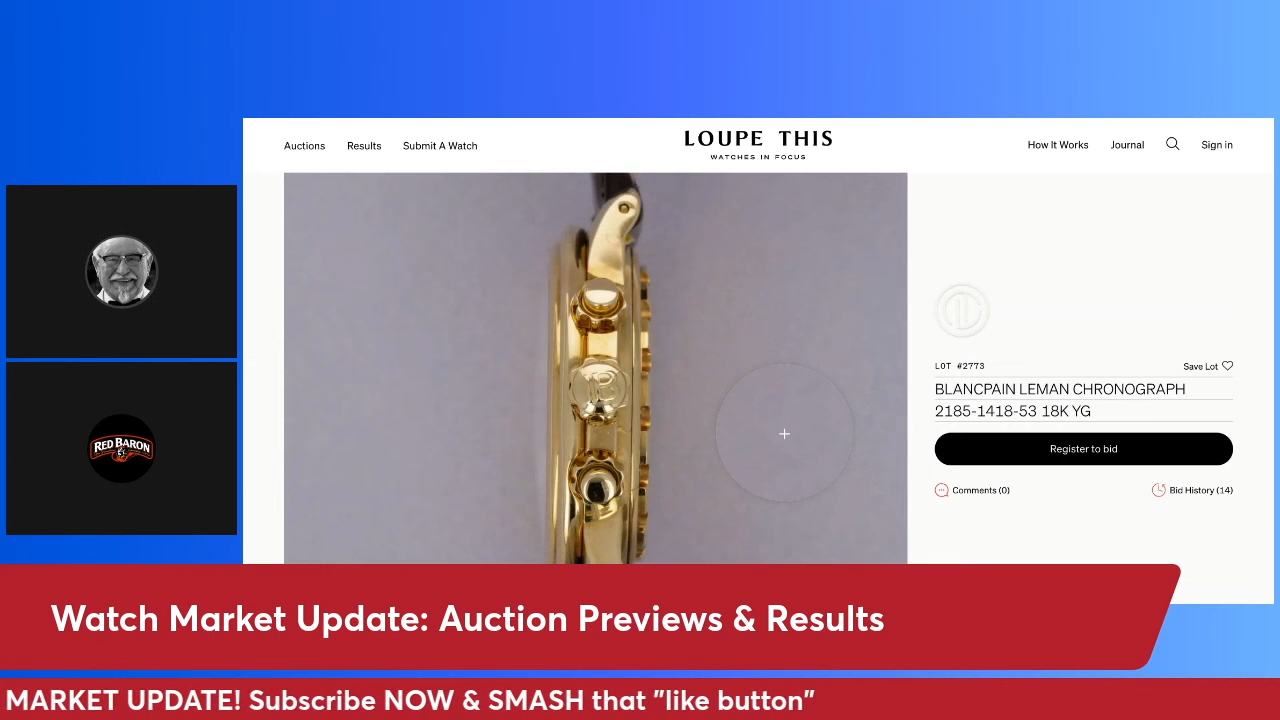 Auctions
Results
Submit A Watch
LOUPE THIS
WATCHES IN FOCUS
How It Works
Journal
Sign in
RED BARON
B
LOT #2773
Save Lot
BLANCPAIN LEMAN CHRONOGRAPH
2185-1418-53 18K YG
Register to bid
Comments (0)
Bid History (14)
Watch Market Update: Auction Previews & Results
MARKET UPDATE! Subscribe NOW & SMASH that "like button"